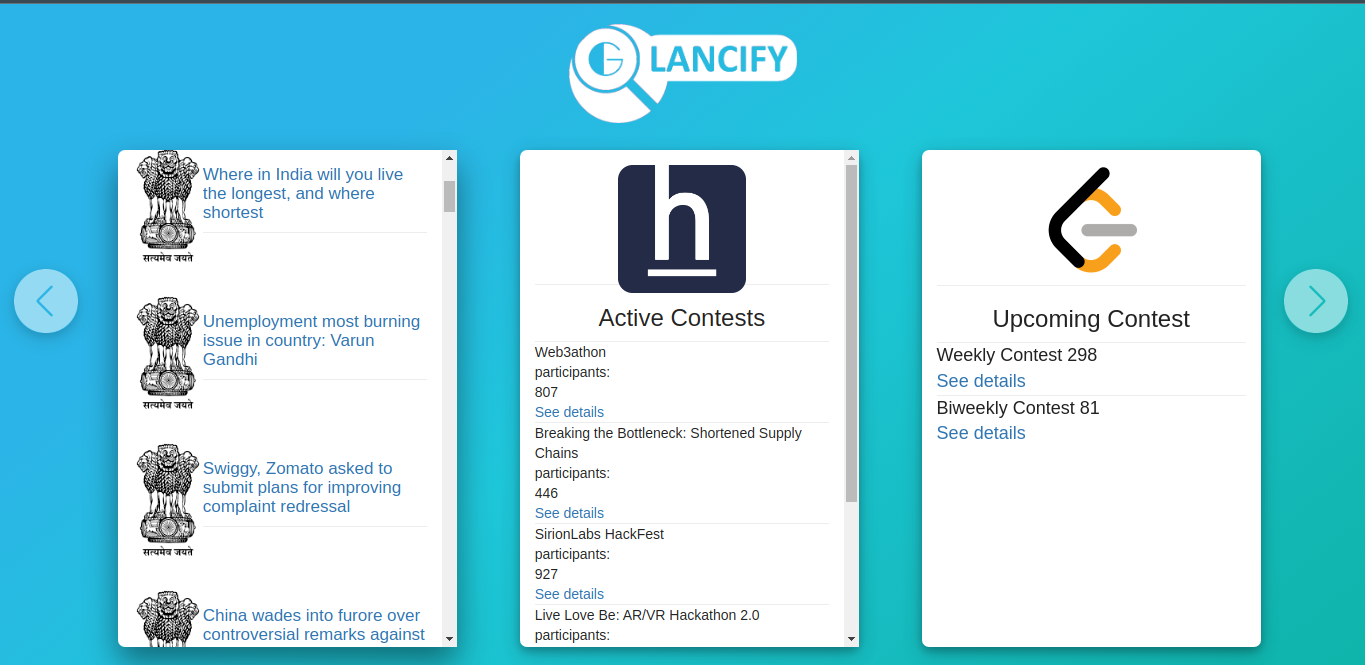 G LANCIFY
Where in India will you live
the longest, and where
shortest
सत्यमेव जयते
Unemployment most burning
issue in country: Varun
Gandhi
सत्यमेव जयते
Swiggy, Zomato asked to
submit plans for improving
complaint redressal
सत्यमेव जयते
China wades into furore over
controversial remarks against
h
Active Contests
Web3athon
participants:
807
See details
Breaking the Bottleneck: Shortened Supply
Chains
participants:
446
See details
SirionLabs HackFest
participants:
927
See details
Live Love Be: AR/VR Hackathon 2.0
participants:
Upcoming Contest
Weekly Contest 298
See details
Biweekly Contest 81
See details